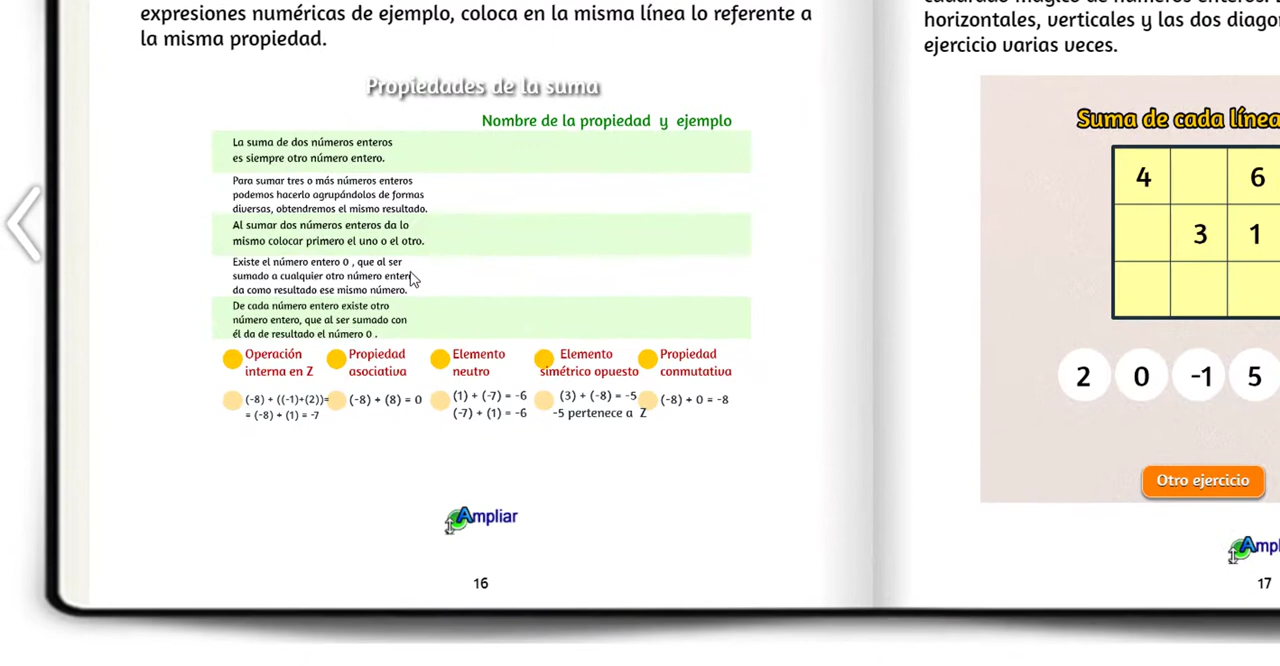 expresiones numéricas de ejemplo, coloca en la misma línea lo referente a
la misma propiedad.
Propiedades de la suma
Nombre de la propiedad y ejemplo
La suma de dos números enteros
es siempre otro número entero.
Para sumar tres o más números enteros
podemos hacerlo agrupándolos de formas
diversas, obtendremos el mismo resultado.
Al sumar dos números enteros da lo
mismo colocar primero el uno o el otro.
Existe el número entero 0 , que al ser
sumado a cualquier otro número enter
da como resultado ese mismo número.
De cada número entero existe otro
número entero, que al ser sumado con
él da de resultado el número 0 .
Operación
interna en Z
Propiedad
asociativa
Elemento
neutro
Elemento
simétrico opuesto
Propiedad
conmutativa
(-8) + ((-1)+(2))=
= (-8) + (1) = -7
(-8) + (8) = 0
(1) + (-7) = -6
(-7) + (1) = -6
(3) + (-8) = -5
-5 pertenece a Z
(-8) + 0 = -8
Ampliar
16
horizontales, verticales y las dos diago
ejercicio varias veces.
Suma de cada línea
4 6
3 1
2 0 -1 5
Otro ejercicio
Ampl
17